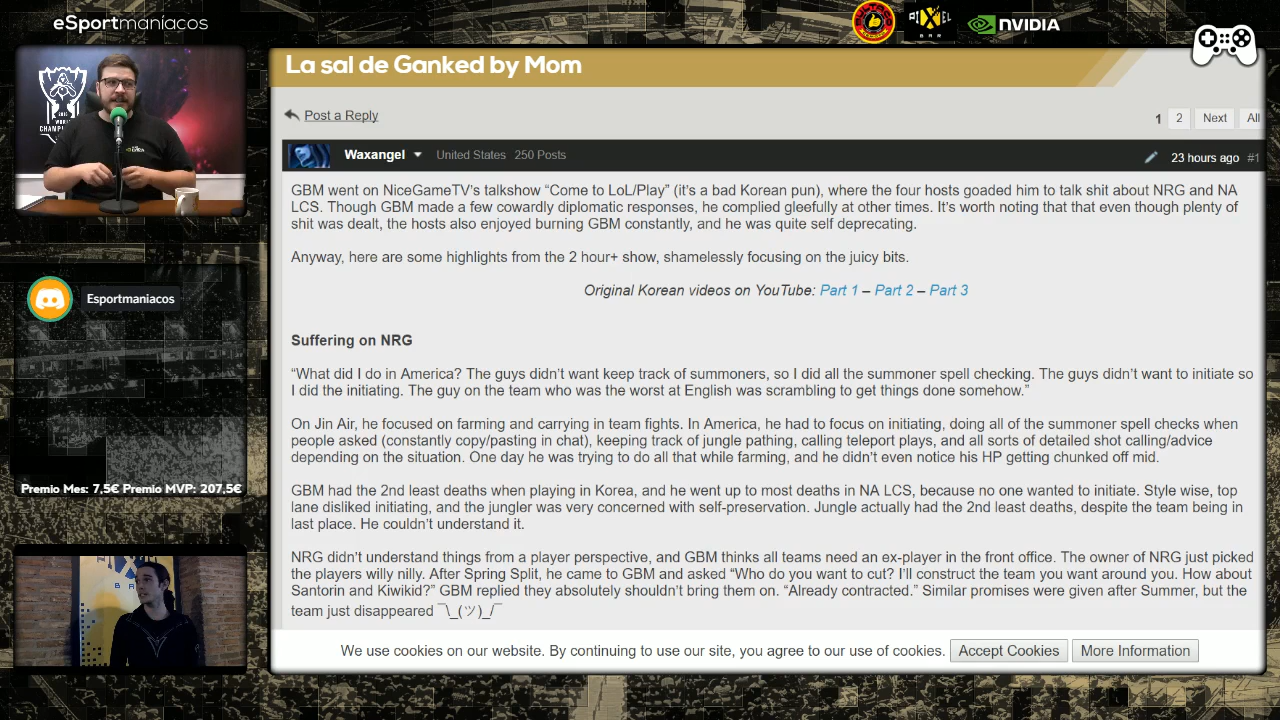 eSportmaníacos
PIXEL
BAR
NVIDIA
La sal de Ganked by Mom
Post a Reply
1 2 Next All
Waxangel United States 250 Posts
23 hours ago #1
GBM went on NiceGameTV's talkshow “Come to LoL/Play” (it's a bad Korean pun), where the four hosts goaded him to talk shit about NRG and NA
LCS. Though GBM made a few cowardly diplomatic responses, he complied gleefully at other times. It's worth noting that that even though plenty of
shit was dealt, the hosts also enjoyed burning GBM constantly, and he was quite self deprecating.
Anyway, here are some highlights from the 2 hour+ show, shamelessly focusing on the juicy bits.
Original Korean videos on YouTube: Part 1 – Part 2 – Part 3
Suffering on NRG
“What did I do in America? The guys didn't want keep track of summoners, so I did all the summoner spell checking. The guys didn't want to initiate so
I did the initiating. The guy on the team who was the worst at English was scrambling to get things done somehow.”
On Jin Air, he focused on farming and carrying in team fights. In America, he had to focus on initiating, doing all of the summoner spell checks when
people asked (constantly copy/pasting in chat), keeping track of jungle pathing, calling teleport plays, and all sorts of detailed shot calling/advice
depending on the situation. One day he was trying to do all that while farming, and he didn't even notice his HP getting chunked off mid.
GBM had the 2nd least deaths when playing in Korea, and he went up to most deaths in NA LCS, because no one wanted to initiate. Style wise, top
lane disliked initiating, and the jungler was very concerned with self-preservation. Jungle actually had the 2nd least deaths, despite the team being in
last place. He couldn't understand it.
NRG didn't understand things from a player perspective, and GBM thinks all teams need an ex-player in the front office. The owner of NRG just picked
the players willy nilly. After Spring Split, he came to GBM and asked “Who do you want to cut? I'll construct the team you want around you. How about
Santorin and Kiwikid?” GBM replied they absolutely shouldn't bring them on. “Already contracted.” Similar promises were given after Summer, but the
team just disappeared ¯\_(ツ)_/¯
We use cookies on our website. By continuing to use our site, you agree to our use of cookies. Accept Cookies More Information
Esportmaniacos
Premio Mes: 7,5€ Premio MVP: 207,5€